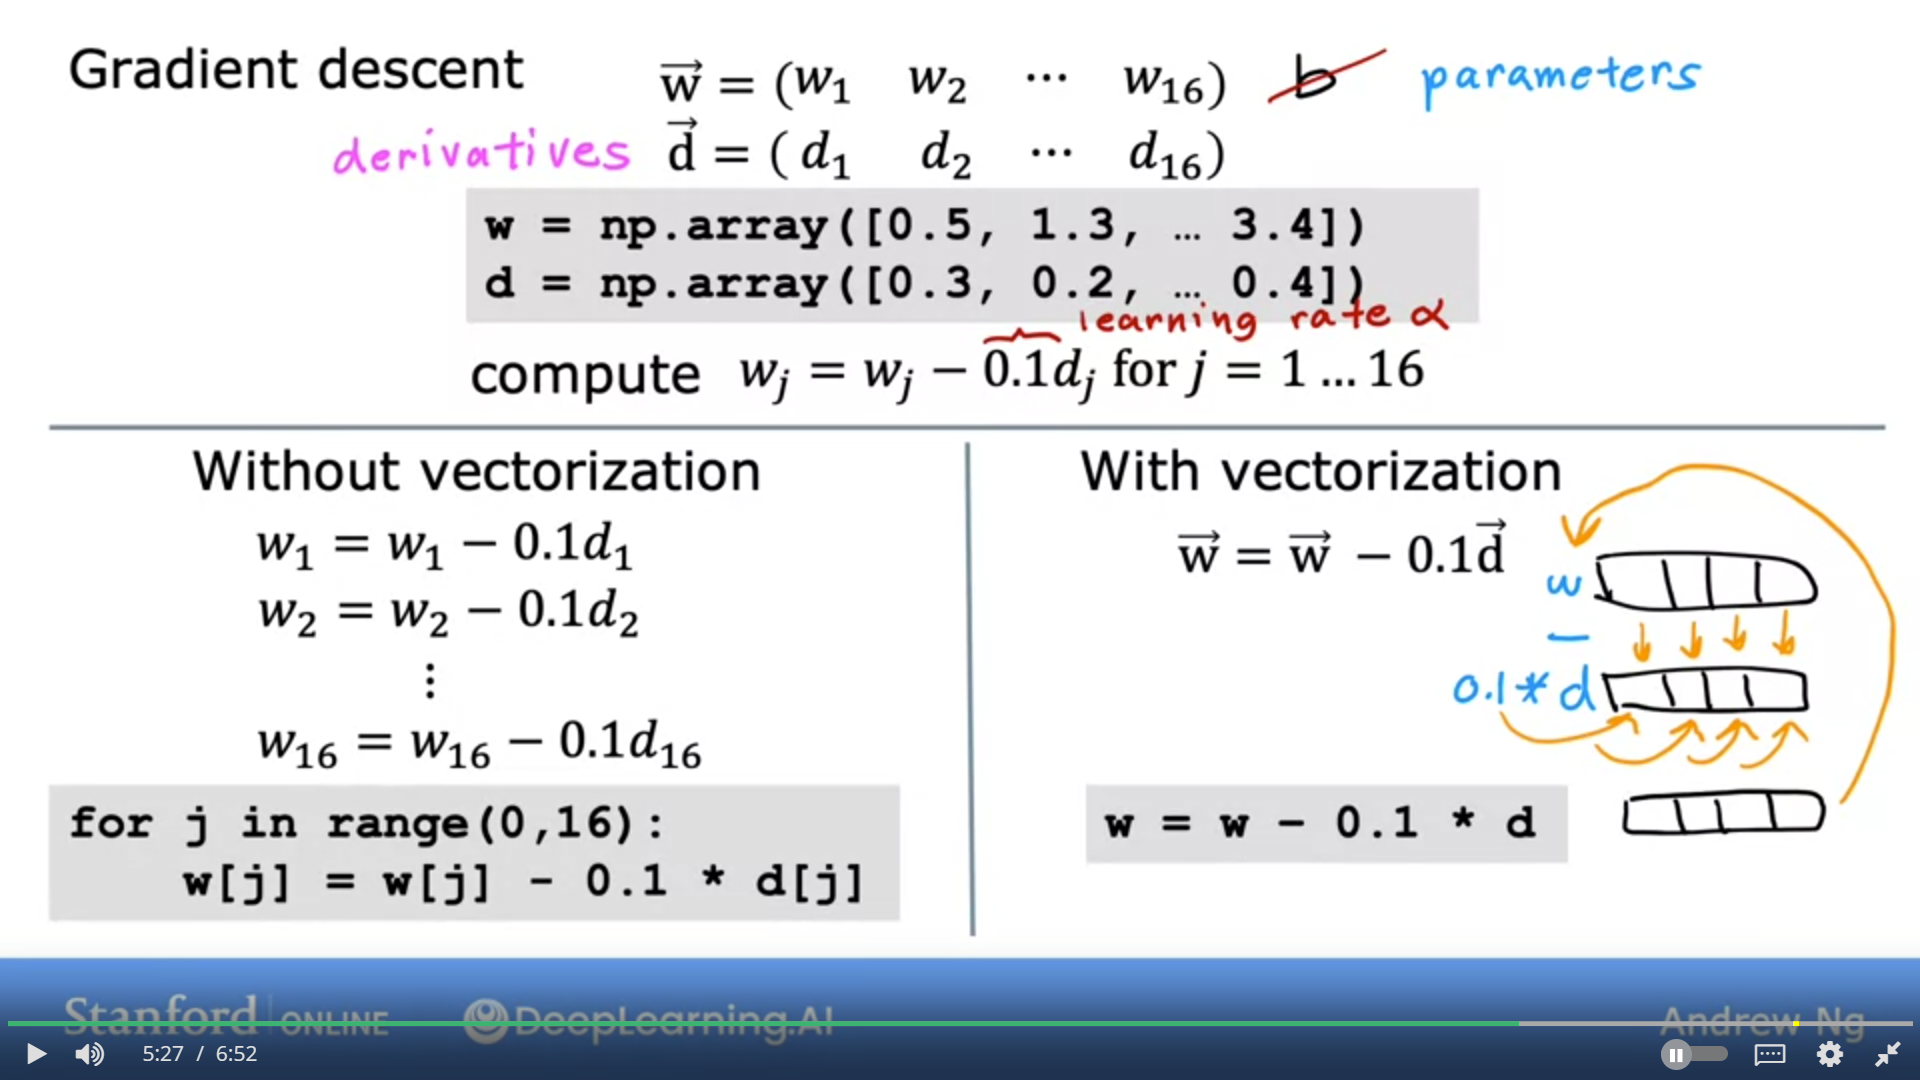 Gradient descent
w⃗ = (w₁ w₂ ⋯ w₁₆) b parameters
derivatives d⃗ = ( d₁ d₂ ⋯ d₁₆)
w = np.array([0.5, 1.3, … 3.4])
d = np.array([0.3, 0.2, … 0.4])
learning rate α
compute wⱼ = wⱼ − 0.1dⱼ for j = 1 … 16
Without vectorization
w₁ = w₁ − 0.1d₁
w₂ = w₂ − 0.1d₂
⋮
w₁₆ = w₁₆ − 0.1d₁₆
for j in range(0,16):
w[j] = w[j] - 0.1 * d[j]
With vectorization
w⃗ = w⃗ − 0.1d⃗
w
−
0.1 * d
w = w − 0.1 * d
Stanford | ONLINE DeepLearning.AI Andrew Ng
5:27 / 6:52